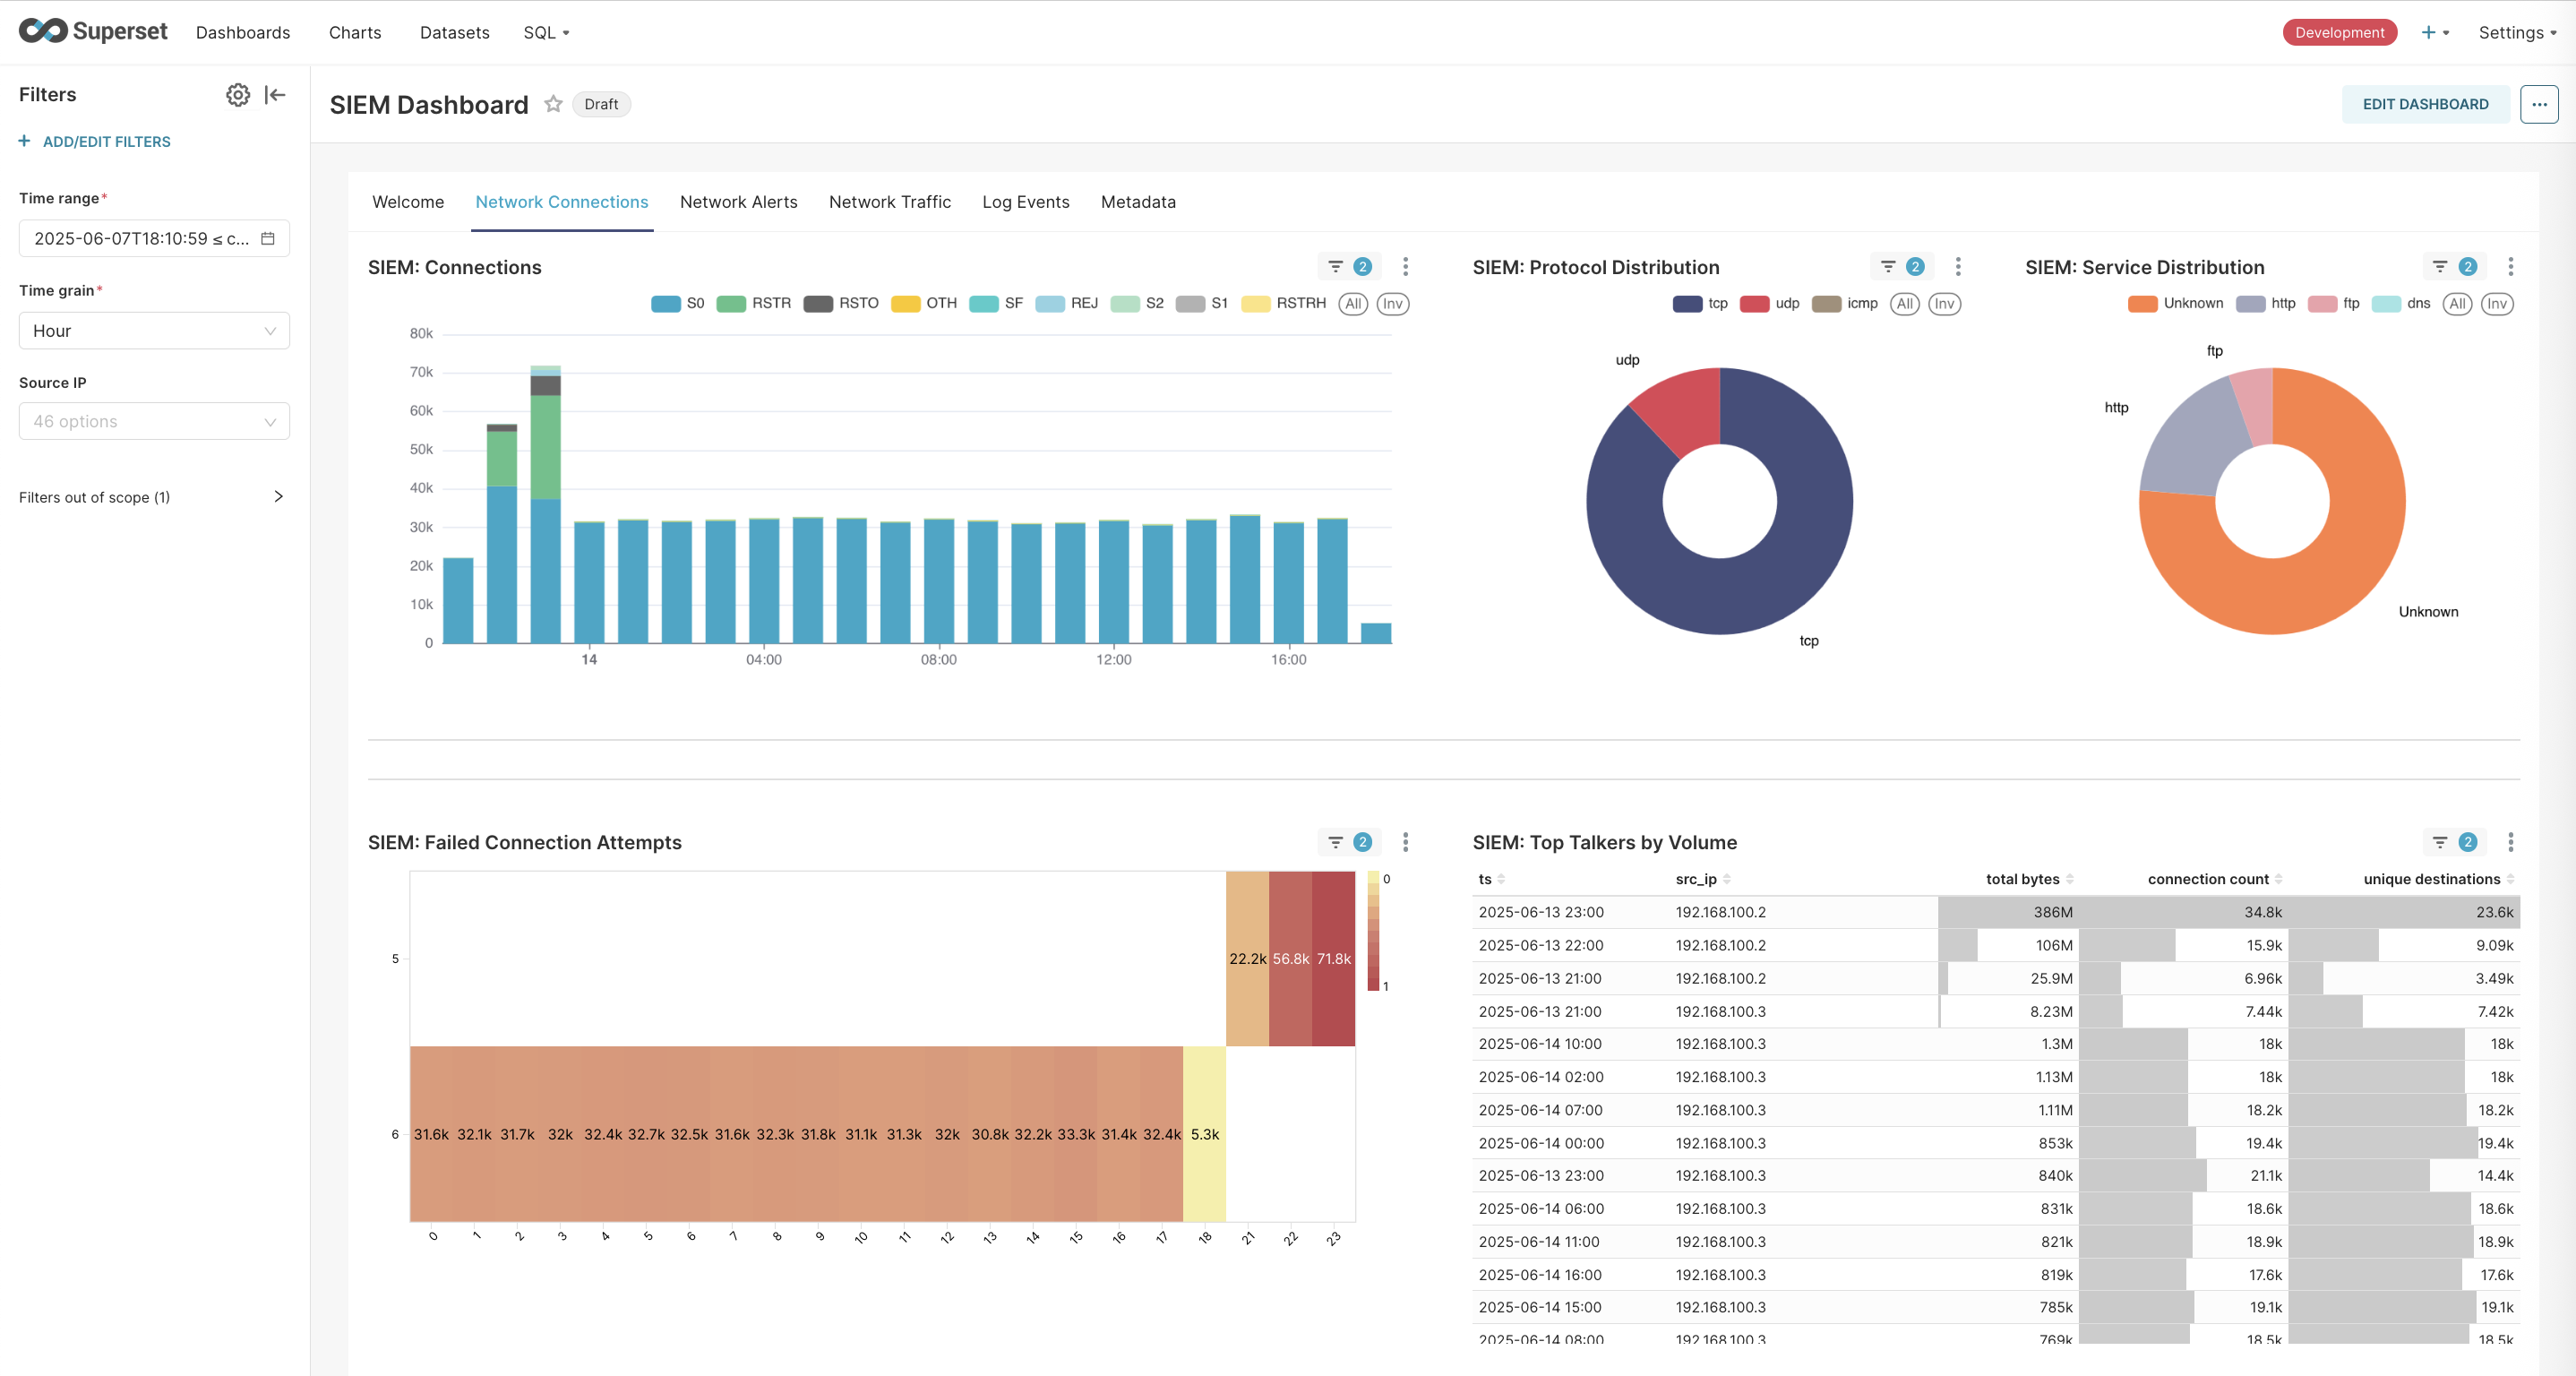 Superset Dashboards Charts Datasets SQL Development + Settings
Filters
+ ADD/EDIT FILTERS
Time range*
2025-06-07T18:10:59 ≤ c...
Time grain*
Hour
Source IP
46 options
Filters out of scope (1)
SIEM Dashboard Draft EDIT DASHBOARD ...
Welcome Network Connections Network Alerts Network Traffic Log Events Metadata
SIEM: Connections 2
S0 RSTR RSTO OTH SF REJ S2 S1 RSTRH All Inv
80k
70k
60k
50k
40k
30k
20k
10k
0
14 04:00 08:00 12:00 16:00
SIEM: Protocol Distribution 2
tcp udp icmp All Inv
udp
tcp
SIEM: Service Distribution 2
Unknown http ftp dns All Inv
ftp
http
Unknown
SIEM: Failed Connection Attempts 2
0
1
5
22.2k 56.8k 71.8k
6
31.6k 32.1k 31.7k 32k 32.4k 32.7k 32.5k 31.6k 32.3k 31.8k 31.1k 31.3k 32k 30.8k 32.2k 33.3k 31.4k 32.4k 5.3k
0 1 2 3 4 5 6 7 8 9 10 11 12 13 14 15 16 17 18 21 22 23
SIEM: Top Talkers by Volume 2
ts src_ip total bytes connection count unique destinations
2025-06-13 23:00 192.168.100.2 386M 34.8k 23.6k
2025-06-13 22:00 192.168.100.2 106M 15.9k 9.09k
2025-06-13 21:00 192.168.100.2 25.9M 6.96k 3.49k
2025-06-13 21:00 192.168.100.3 8.23M 7.44k 7.42k
2025-06-14 10:00 192.168.100.3 1.3M 18k 18k
2025-06-14 02:00 192.168.100.3 1.13M 18k 18k
2025-06-14 07:00 192.168.100.3 1.11M 18.2k 18.2k
2025-06-14 00:00 192.168.100.3 853k 19.4k 19.4k
2025-06-13 23:00 192.168.100.3 840k 21.1k 14.4k
2025-06-14 06:00 192.168.100.3 831k 18.6k 18.6k
2025-06-14 11:00 192.168.100.3 821k 18.9k 18.9k
2025-06-14 16:00 192.168.100.3 819k 17.6k 17.6k
2025-06-14 15:00 192.168.100.3 785k 19.1k 19.1k
2025-06-14 08:00 192.168.100.3 769k 18.5k 18.5k